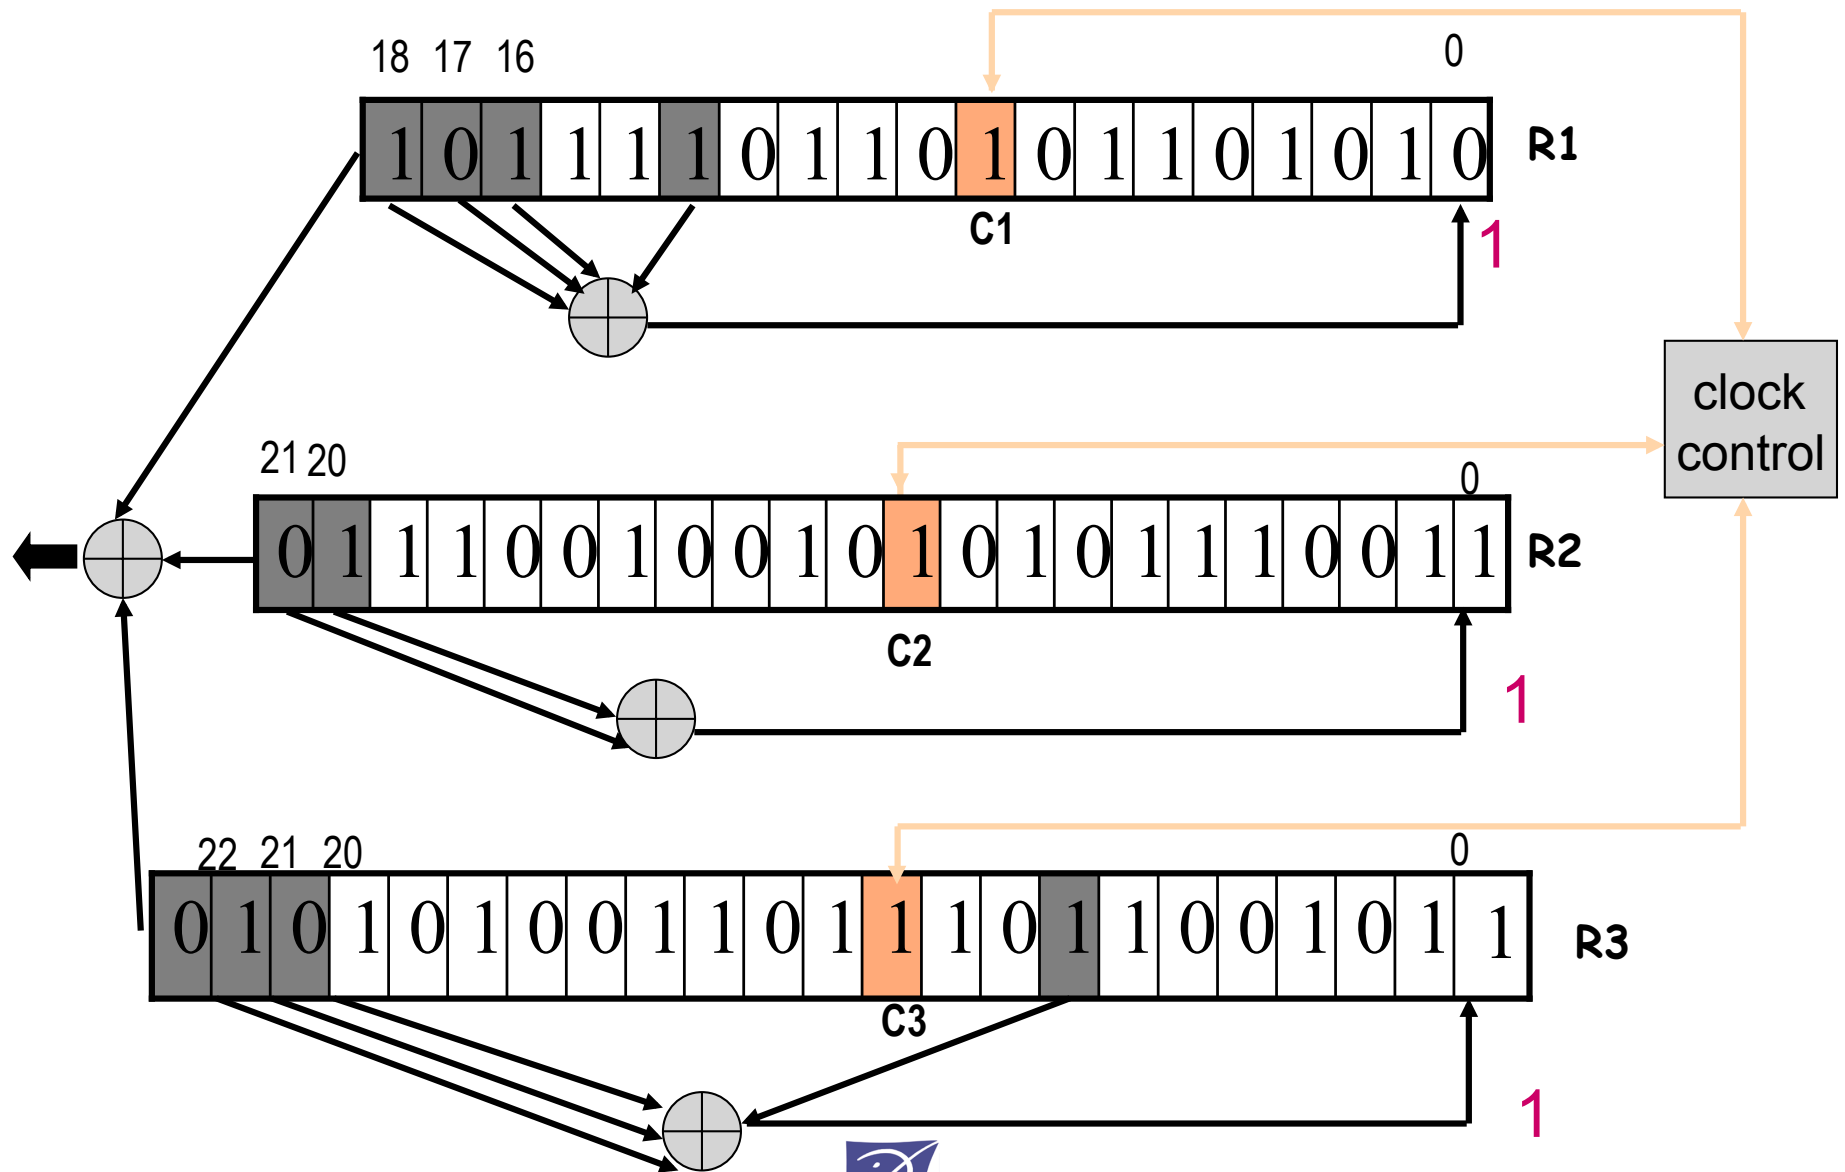 18 17 16 0
1 0 1 1 1 1 0 1 1 0 1 0 1 1 0 1 0 1 0 R1
C1
1
clock
control
21 20 0
0 1 1 1 0 0 1 0 0 1 0 1 0 1 0 1 1 1 0 0 1 1 R2
C2
1
22 21 20 0
0 1 0 1 0 1 0 0 1 1 0 1 1 1 0 1 1 0 0 1 0 1 1 R3
C3
1